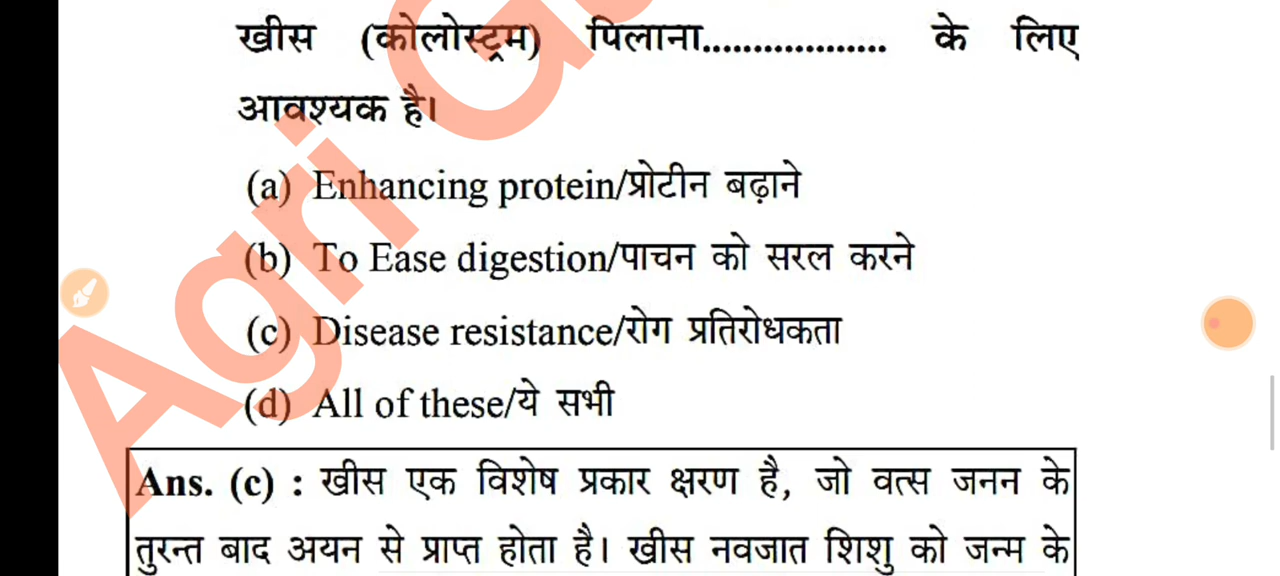 खीस (कोलोस्ट्रम) पिलाना.................. के लिए
आवश्यक है।
(a) Enhancing protein/प्रोटीन बढ़ाने
(b) To Ease digestion/पाचन को सरल करने
(c) Disease resistance/रोग प्रतिरोधकता
(d) All of these/ये सभी
Ans. (c) : खीस एक विशेष प्रकार क्षरण है, जो वत्स जनन के
तुरन्त बाद अयन से प्राप्त होता है। खीस नवजात शिशु को जन्म के
Agri